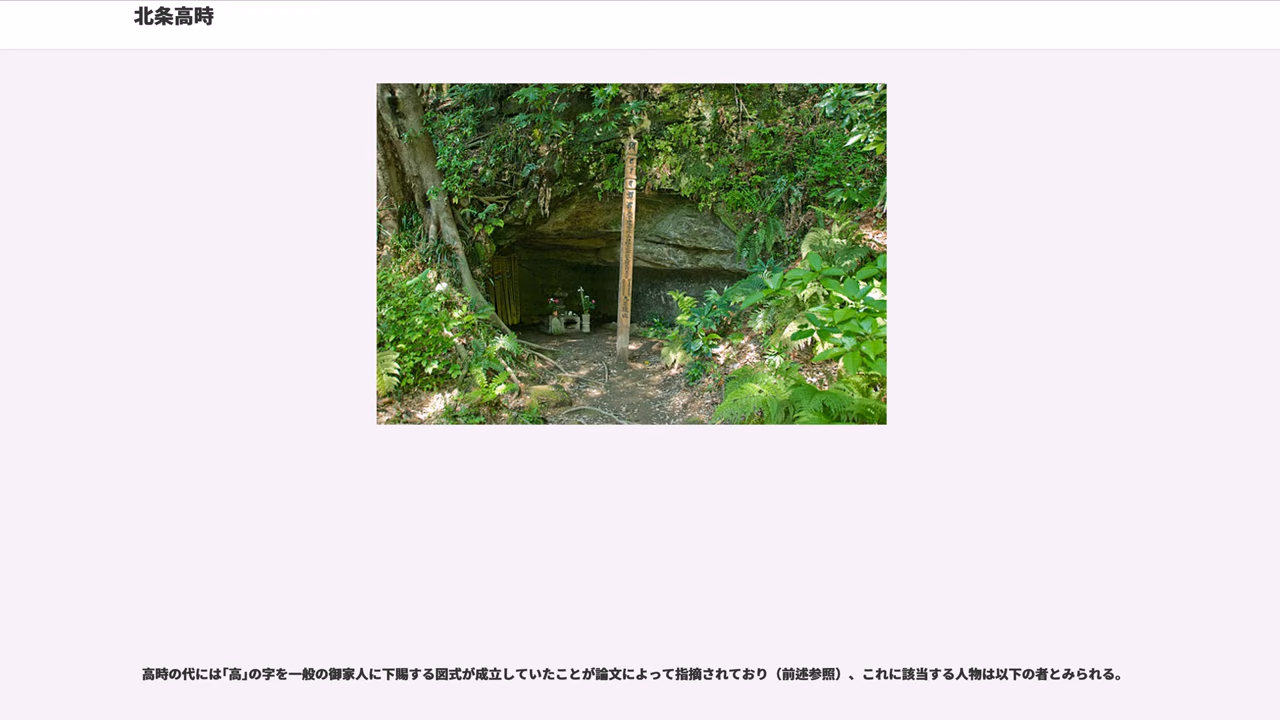 北条高時
高時の代には｢高｣の字を一般の御家人に下賜する図式が成立していたことが論文によって指摘されており（前述参照）、これに該当する人物は以下の者とみられる。